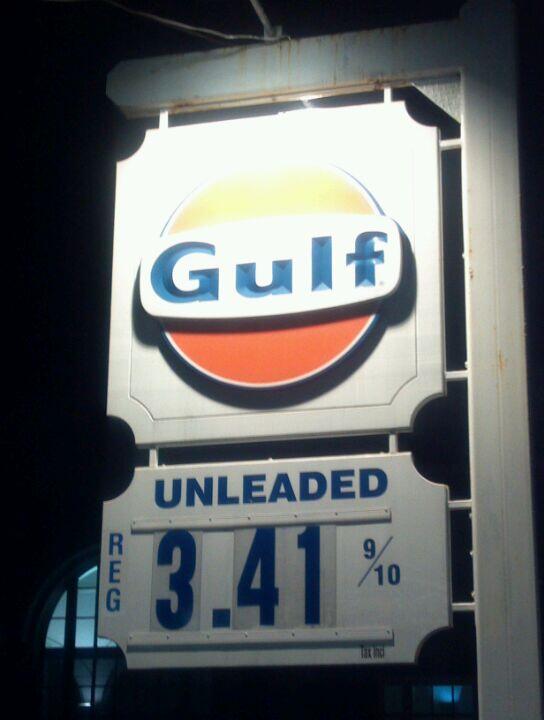 Gulf
UNLEADED
REG 3.41 9/10
Tax Incl